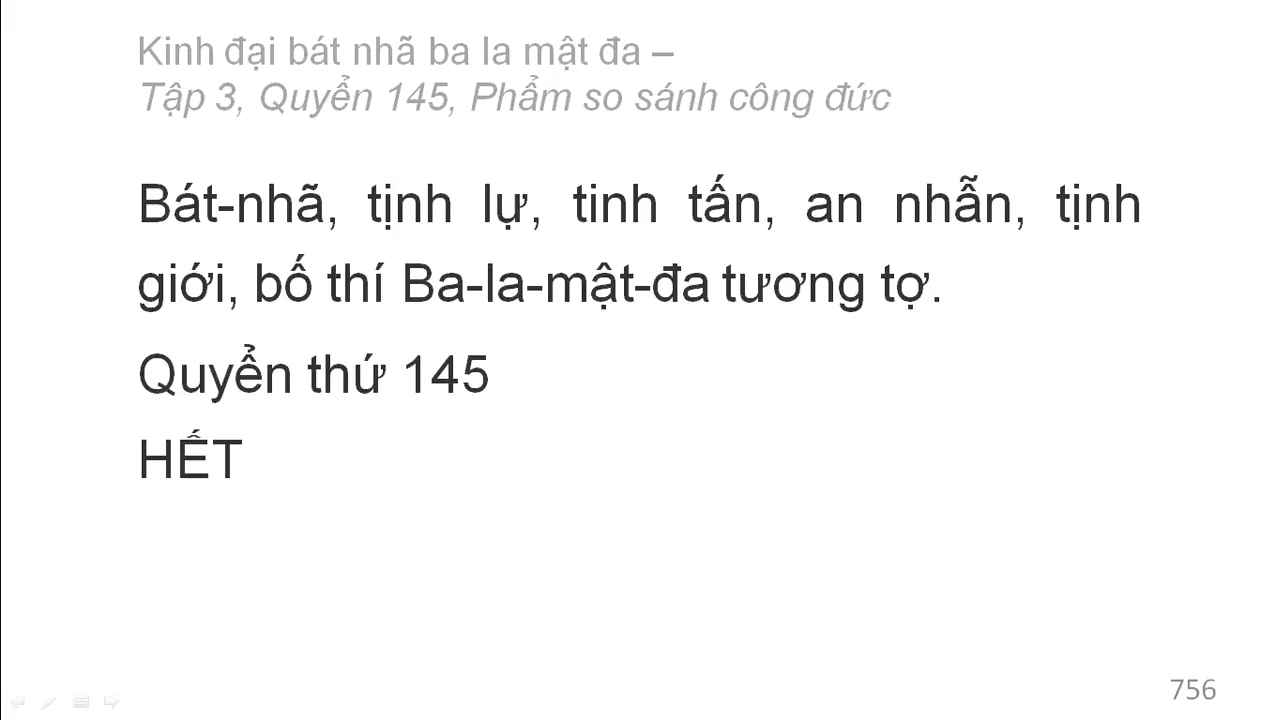 Kinh đại bát nhã ba la mật đa –
Tập 3, Quyển 145, Phẩm so sánh công đức
Bát-nhã, tịnh lự, tinh tấn, an nhẫn, tịnh
giới, bố thí Ba-la-mật-đa tương tợ.
Quyển thứ 145
HẾT
756